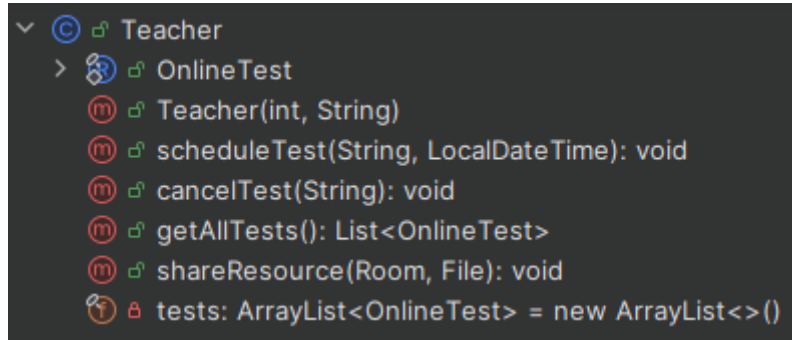 Teacher
OnlineTest
Teacher(int, String)
scheduleTest(String, LocalDateTime): void
cancelTest(String): void
getAllTests(): List<OnlineTest>
shareResource(Room, File): void
tests: ArrayList<OnlineTest> = new ArrayList<>()